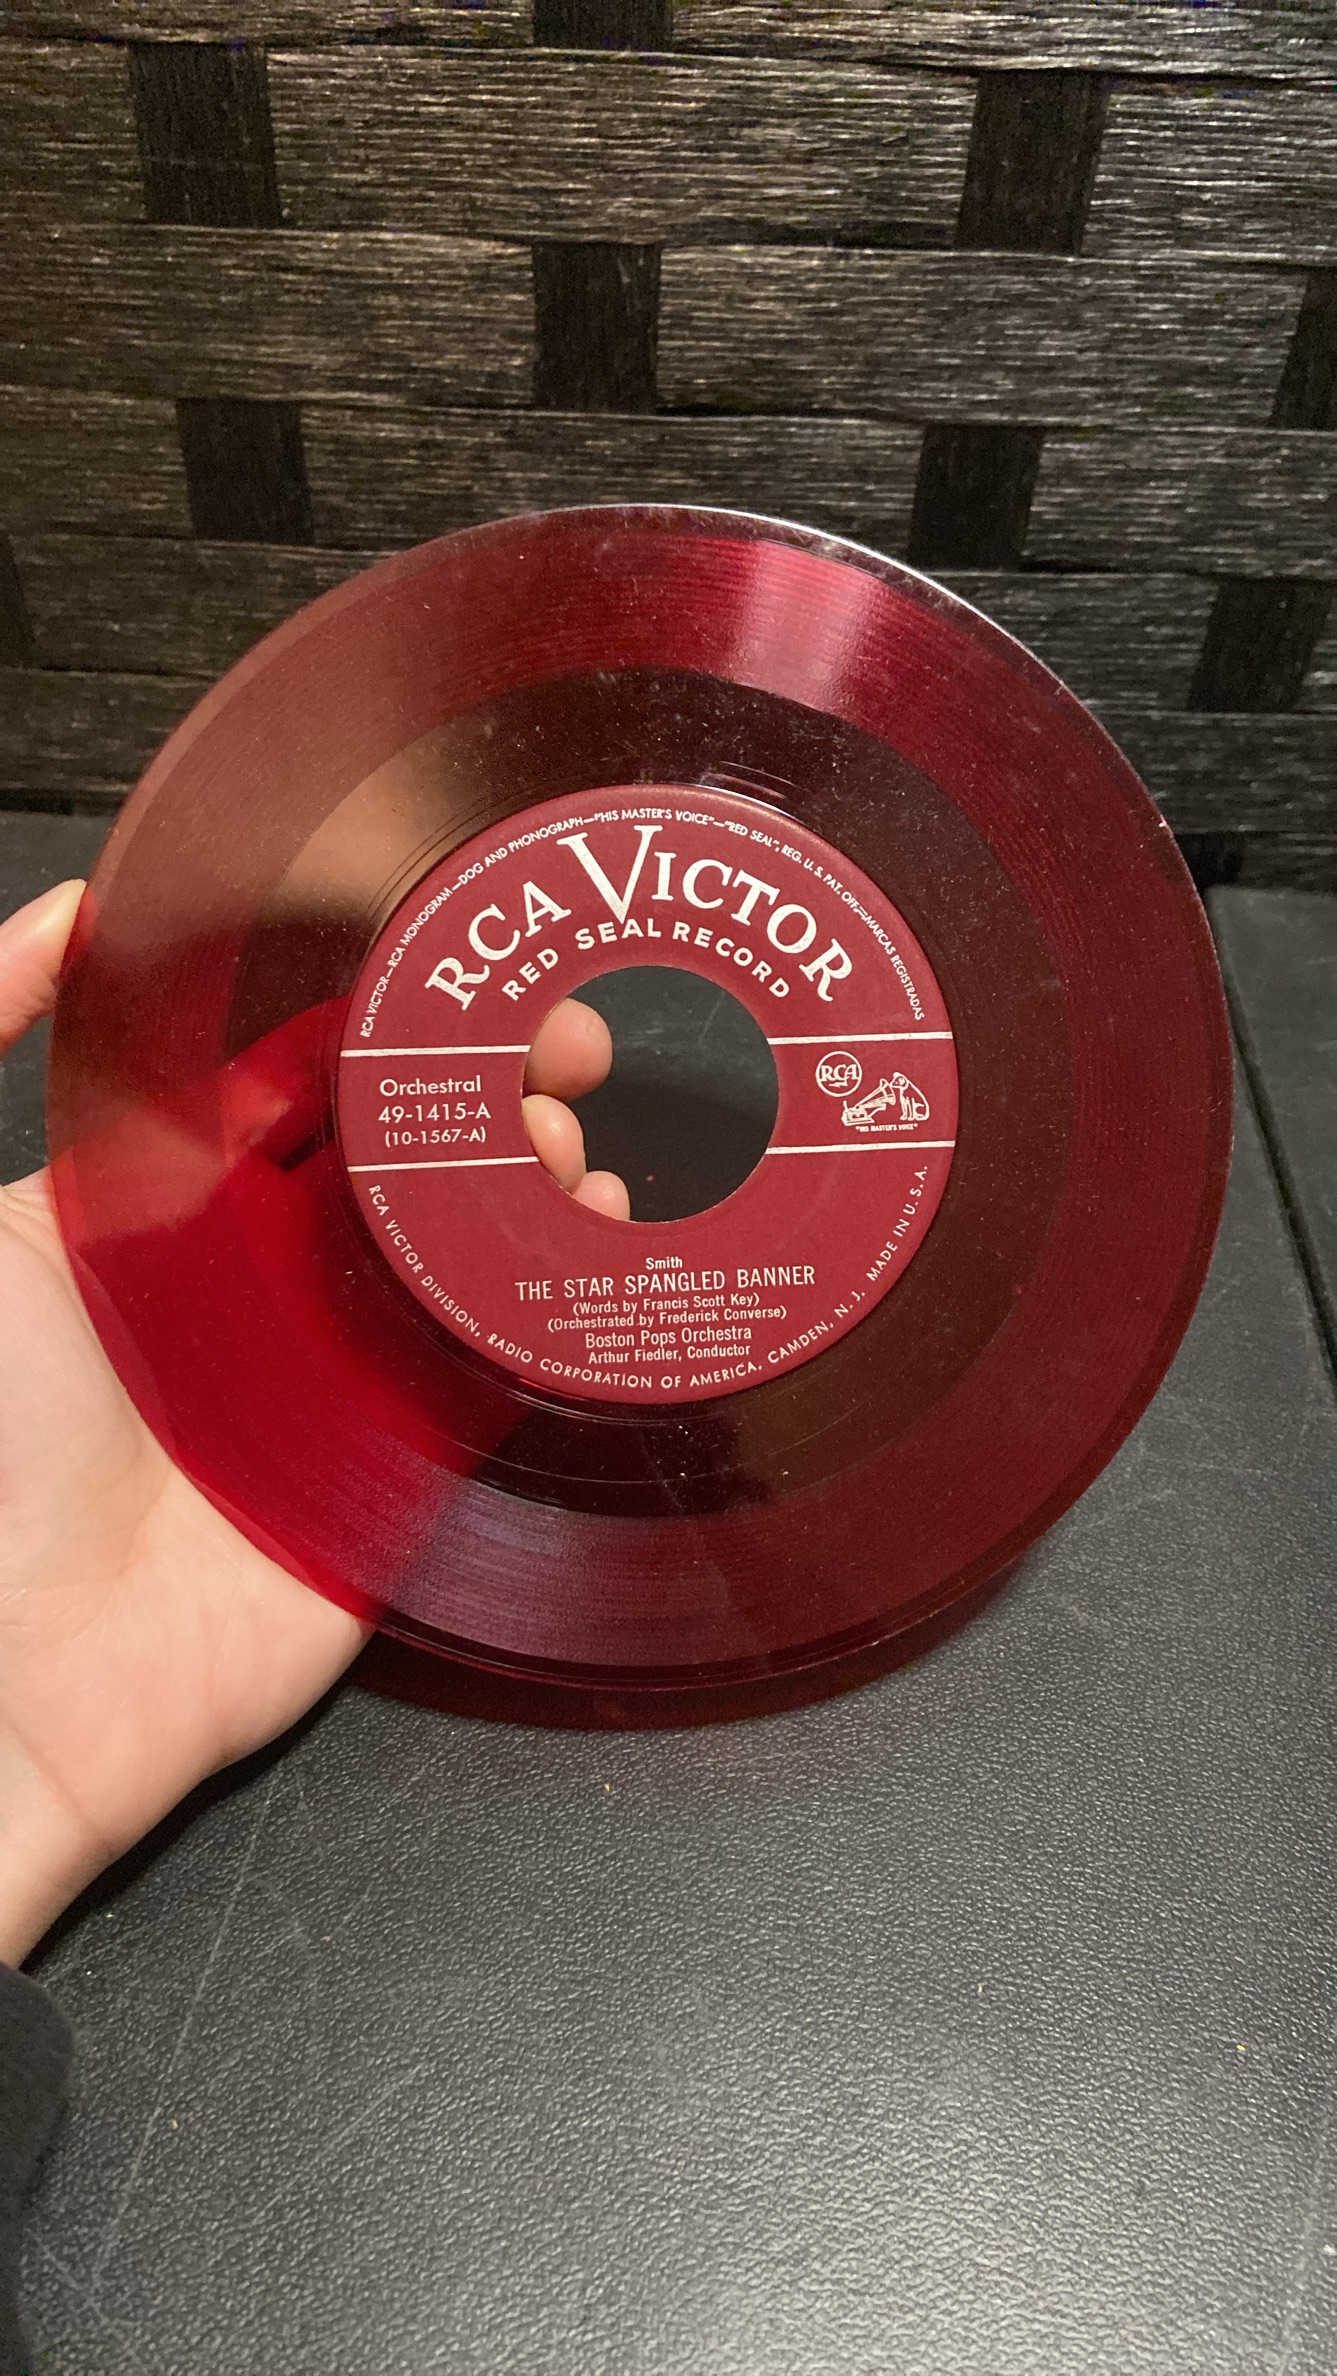 RCA VICTOR—RCA MONOGRAM—DOG AND PHONOGRAPH—"HIS MASTER'S VOICE"—"RED SEAL", REG. U. S. PAT. OFF.—MARCAS REGISTRADAS
RCA VICTOR
RED SEAL RECORD
Orchestral
49-1415-A
(10-1567-A)
RCA
"HIS MASTER'S VOICE"
Smith
THE STAR SPANGLED BANNER
(Words by Francis Scott Key)
(Orchestrated by Frederick Converse)
Boston Pops Orchestra
Arthur Fiedler, Conductor
RCA VICTOR DIVISION, RADIO CORPORATION OF AMERICA, CAMDEN, N. J. MADE IN U. S. A.